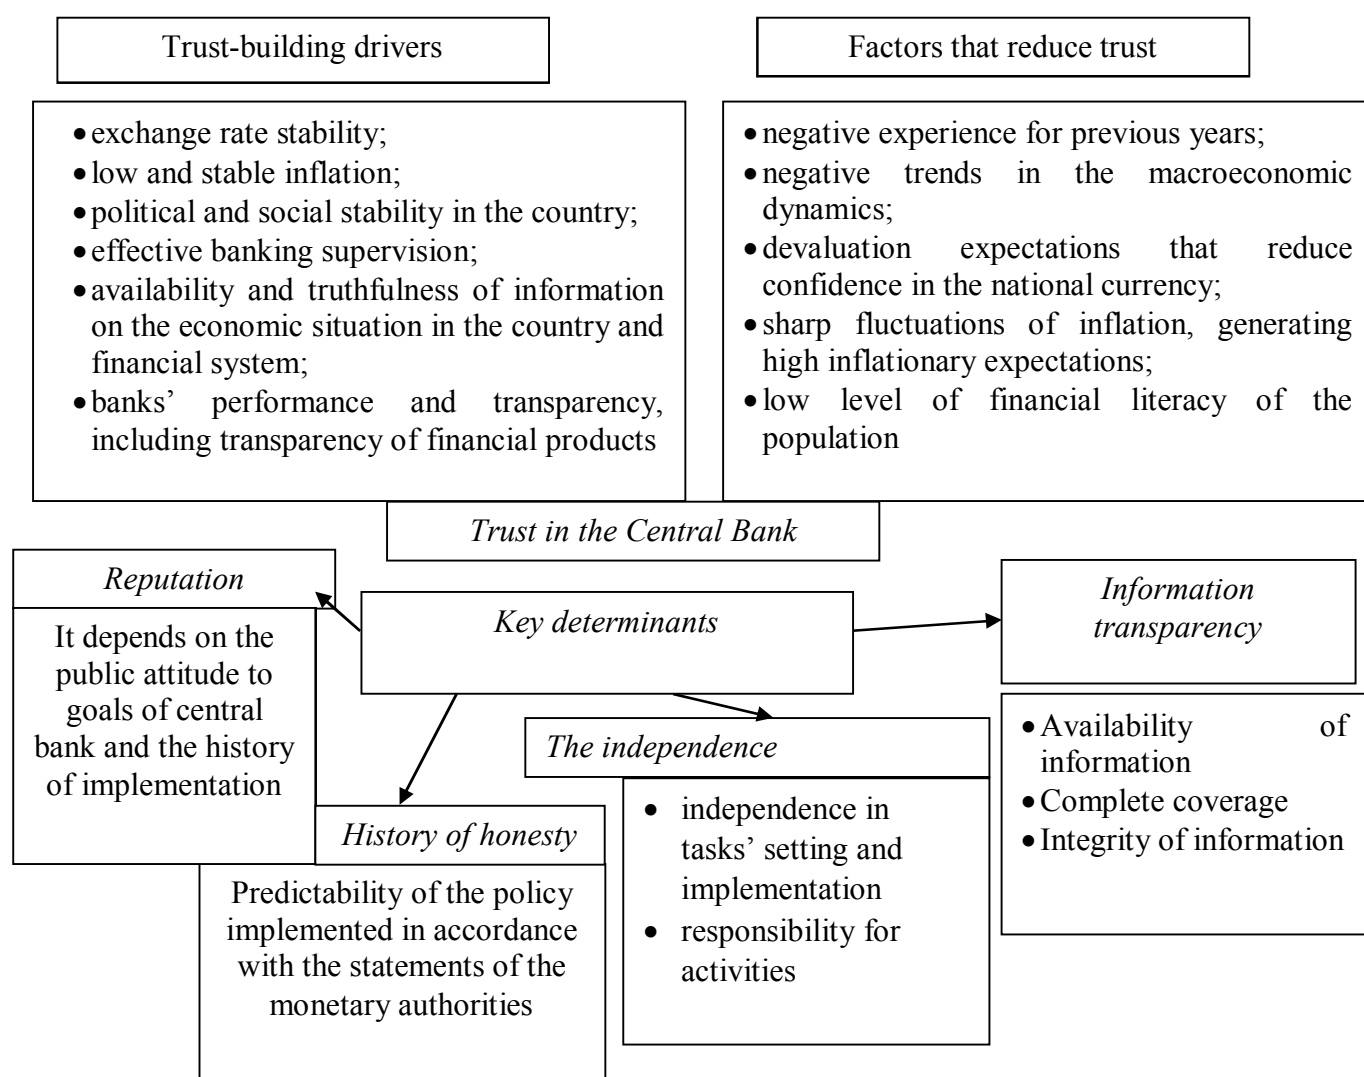 Trust-building drivers
Factors that reduce trust
•exchange rate stability;
•low and stable inflation;
•political and social stability in the country;
•effective banking supervision;
•availability and truthfulness of information
on the economic situation in the country and
financial system;
•banks’ performance and transparency,
including transparency of financial products
•negative experience for previous years;
•negative trends in the macroeconomic
dynamics;
•devaluation expectations that reduce
confidence in the national currency;
•sharp fluctuations of inflation, generating
high inflationary expectations;
•low level of financial literacy of the
population
Trust in the Central Bank
Reputation
It depends on the
public attitude to
goals of central
bank and the history
of implementation
Key determinants
Information
transparency
•Availability of
information
•Complete coverage
•Integrity of information
The independence
• independence in
tasks’ setting and
implementation
• responsibility for
activities
History of honesty
Predictability of the policy
implemented in accordance
with the statements of the
monetary authorities